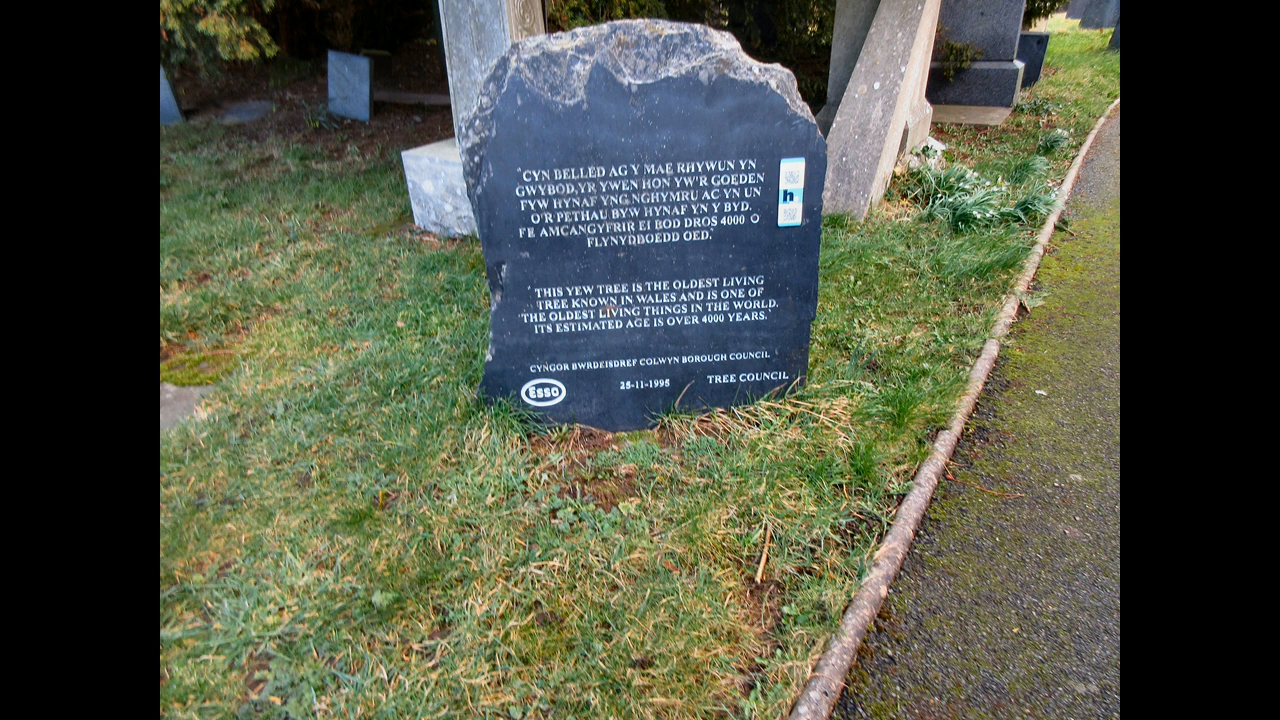 'CYN BELLED AG Y MAE RHYWUN YN
GWYBOD, YR YWEN HON YW'R GOEDEN
FYW HYNAF YNG NGHYMRU AC YN UN
O'R PETHAU BYW HYNAF YN Y BYD.
FE AMCANGYFRIR EI BOD DROS 4000 O
FLYNYDBOEDD OED.'
'THIS YEW TREE IS THE OLDEST LIVING
TREE KNOWN IN WALES AND IS ONE OF
THE OLDEST LIVING THINGS IN THE WORLD.
ITS ESTIMATED AGE IS OVER 4000 YEARS.'
CYNGOR BWRDEISDREF COLWYN BOROUGH COUNCIL
Esso 25-11-1995 TREE COUNCIL
h